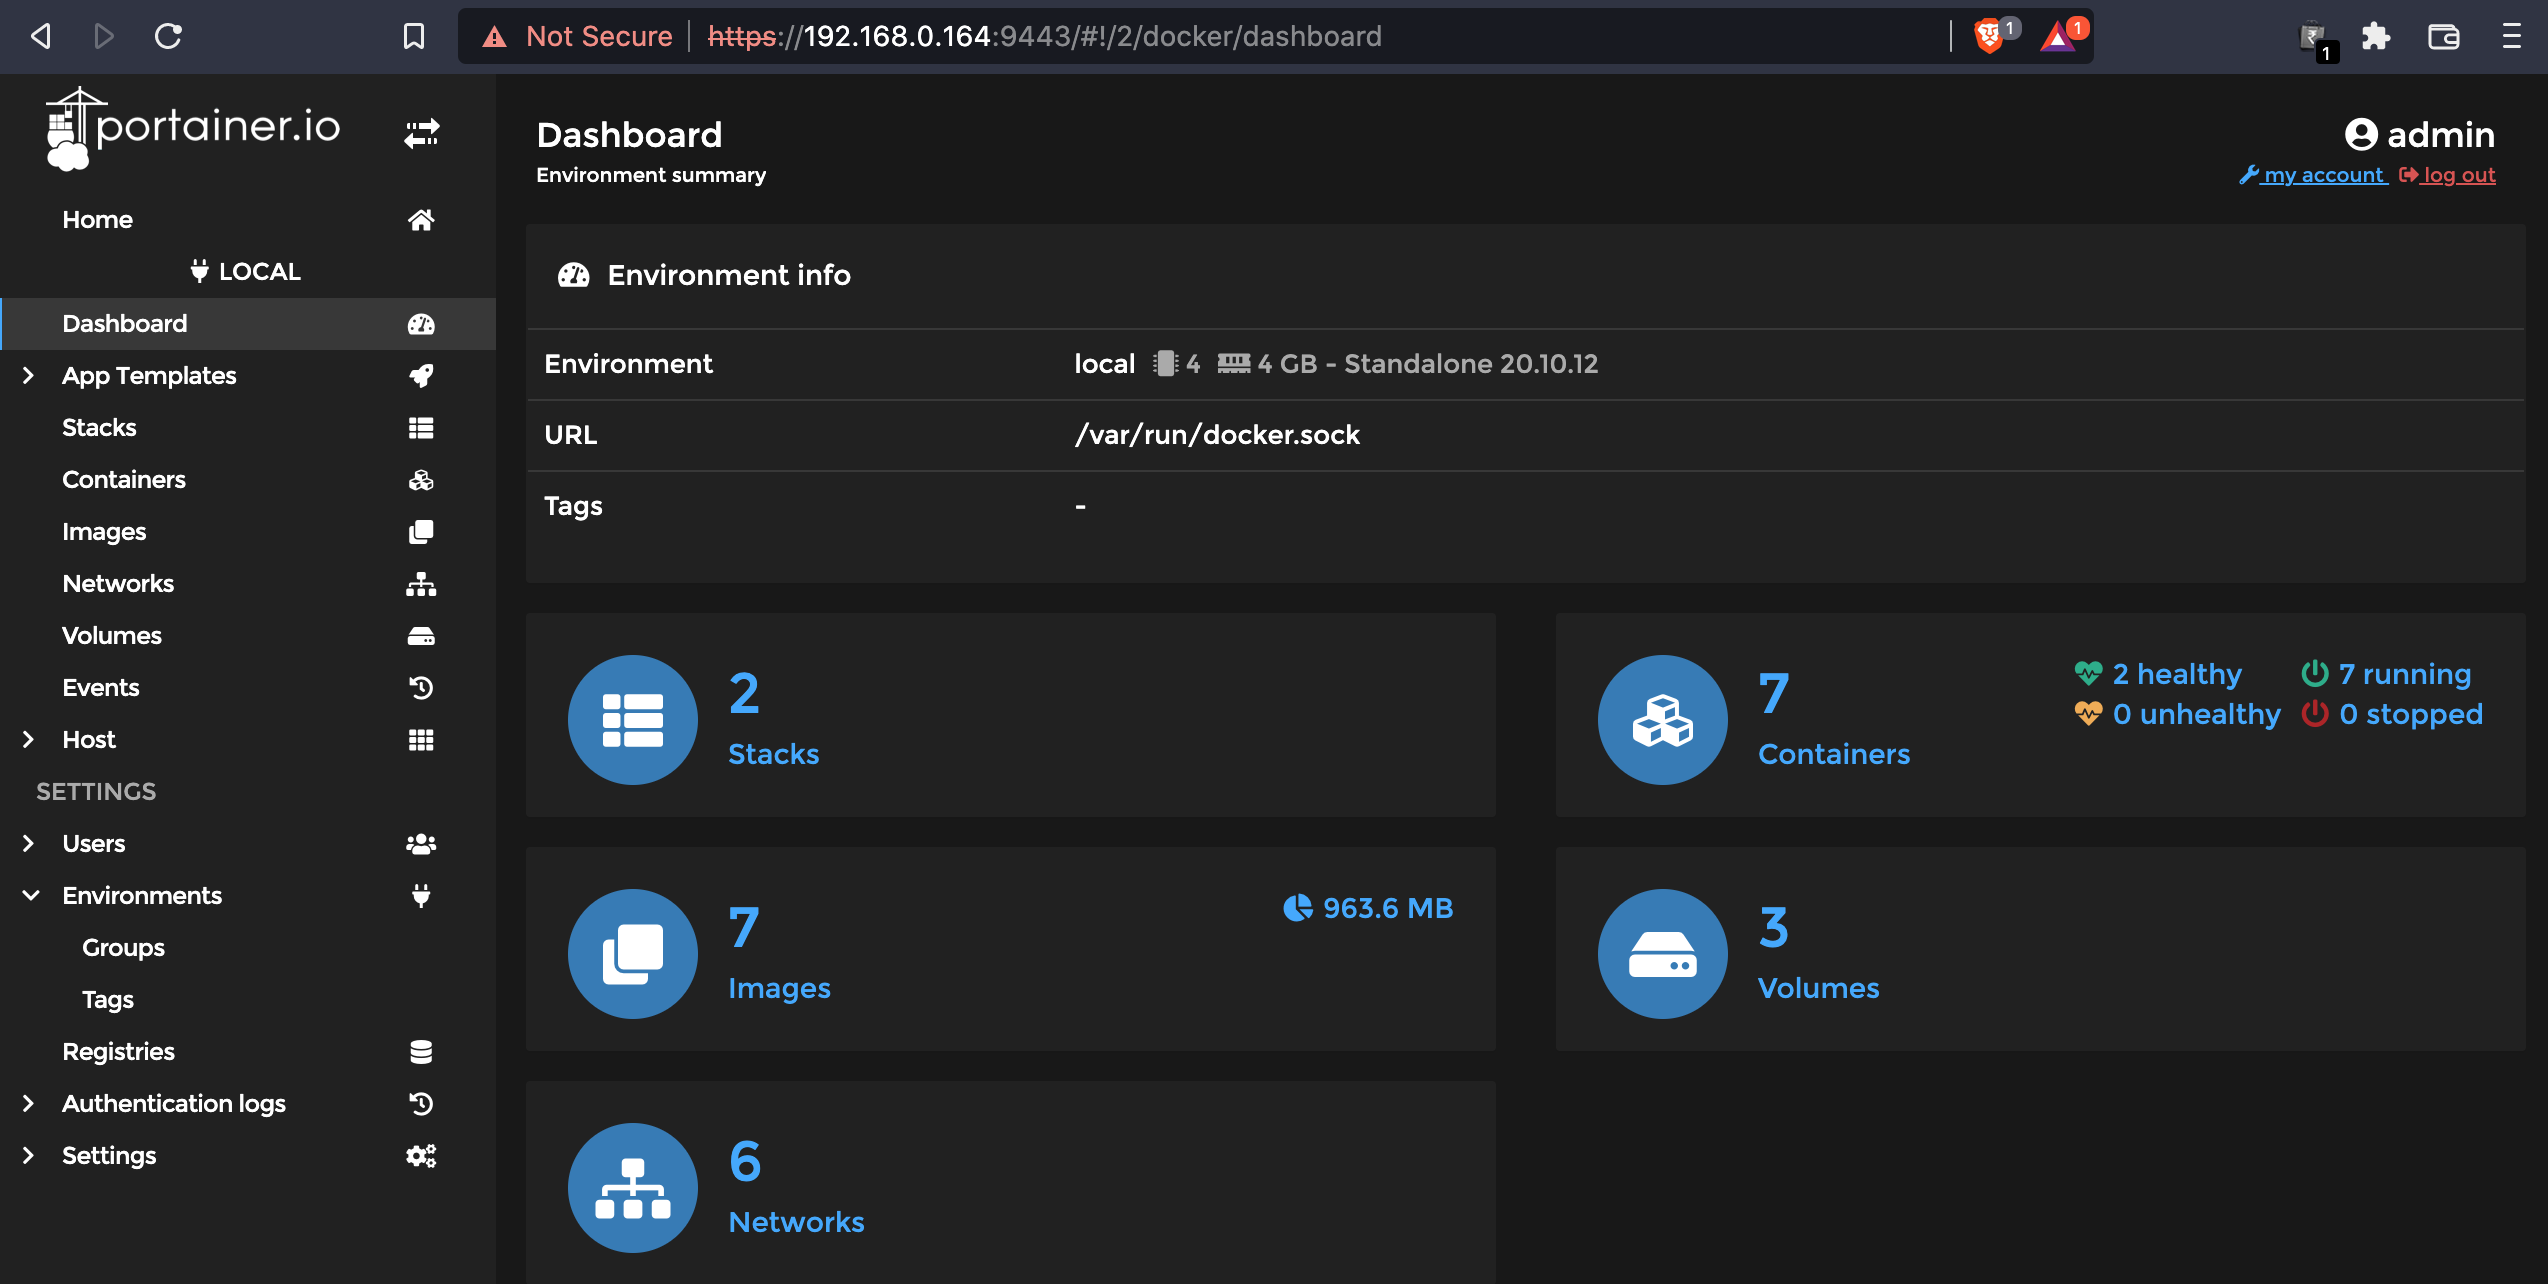 Not Secure https://192.168.0.164:9443/#!/2/docker/dashboard 1 1 ₹ 1
portainer.io
Home
LOCAL
Dashboard
App Templates
Stacks
Containers
Images
Networks
Volumes
Events
Host
SETTINGS
Users
Environments
Groups
Tags
Registries
Authentication logs
Settings
Dashboard
Environment summary
admin
my account log out
Environment info
Environment local 4 4 GB - Standalone 20.10.12
URL /var/run/docker.sock
Tags -
2
Stacks
7
Containers
2 healthy 7 running
0 unhealthy 0 stopped
7
Images
963.6 MB
3
Volumes
6
Networks